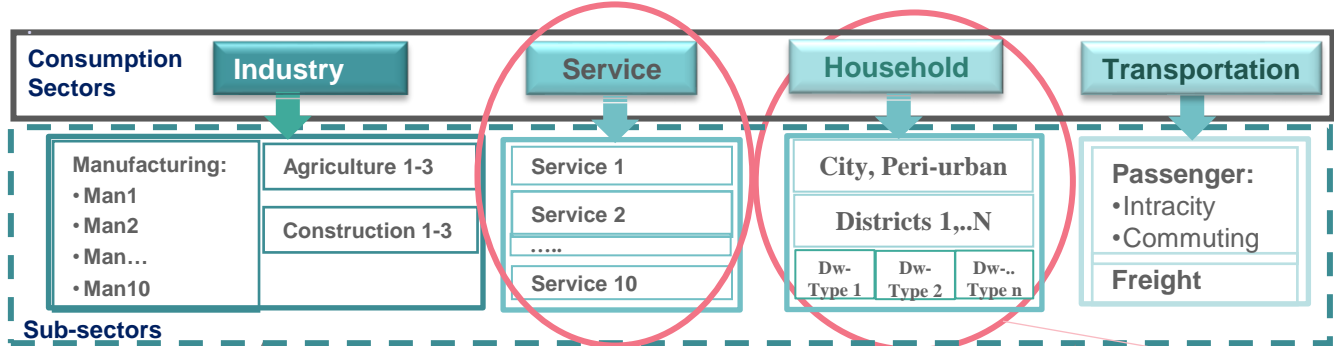 Consumption
Sectors
Industry
Service
Household
Transportation
Manufacturing:
• Man1
• Man2
• Man…
• Man10
Agriculture 1-3
Construction 1-3
Service 1
Service 2
…..
Service 10
City, Peri-urban
Districts 1,..N
Dw-
Type 1
Dw-
Type 2
Dw-..
Type n
Passenger:
•Intracity
•Commuting
Freight
Sub-sectors